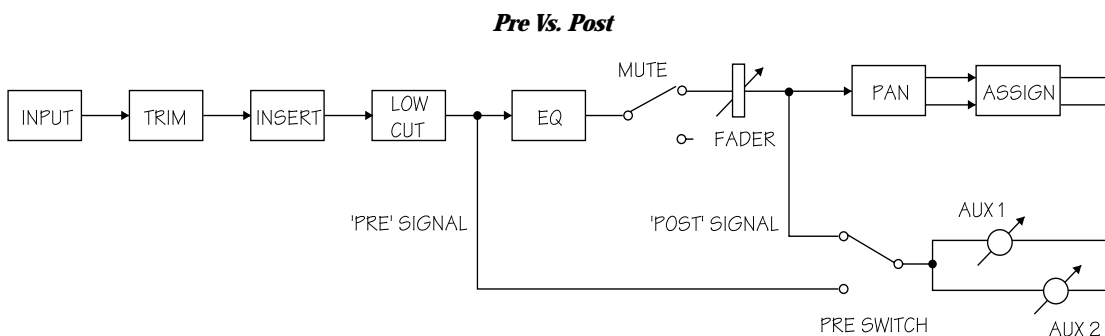 Pre Vs. Post
MUTE
INPUT
TRIM
INSERT
LOW
CUT
EQ
FADER
PAN
ASSIGN
'PRE' SIGNAL
'POST' SIGNAL
AUX 1
PRE SWITCH
AUX 2